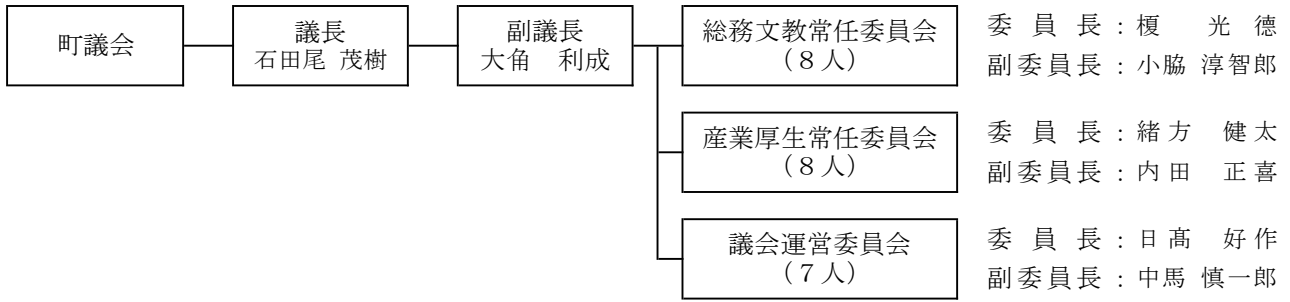 町議会
議長
石田尾 茂樹
副議長
大角 利成
総務文教常任委員会
(８人)
委員長：榎 光德
副委員長：小脇 淳智郎
産業厚生常任委員会
(８人)
委員長：緒方 健太
副委員長：内田 正喜
議会運営委員会
(７人)
委員長：日髙 好作
副委員長：中馬 慎一郎